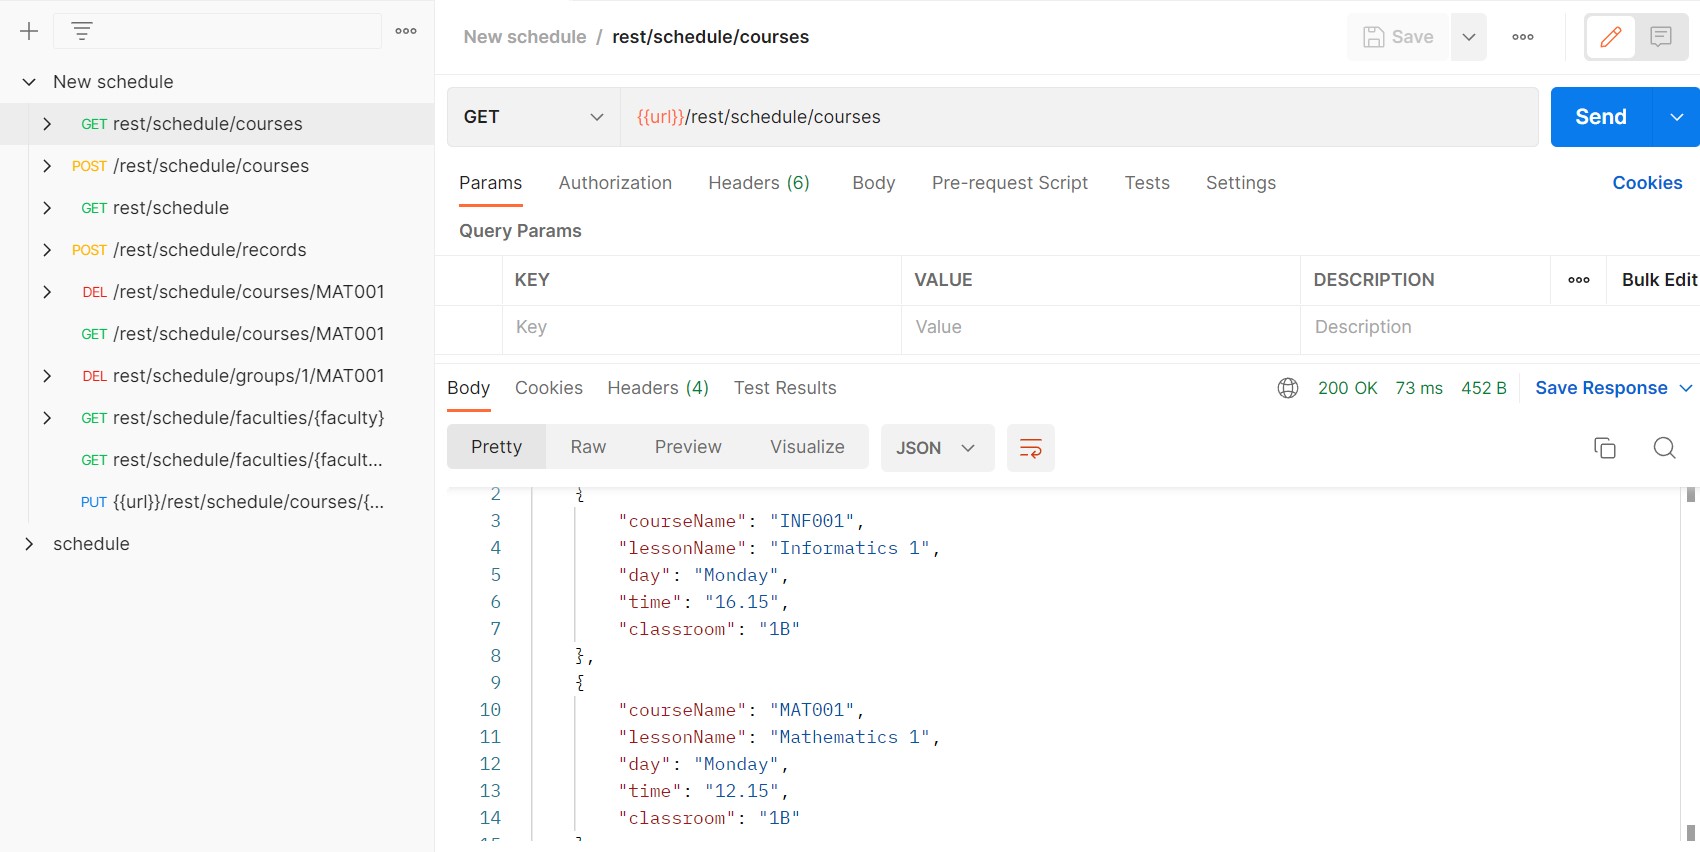 New schedule
GET rest/schedule/courses
POST /rest/schedule/courses
GET rest/schedule
POST /rest/schedule/records
DEL /rest/schedule/courses/MAT001
GET /rest/schedule/courses/MAT001
DEL rest/schedule/groups/1/MAT001
GET rest/schedule/faculties/{faculty}
GET rest/schedule/faculties/{facult...
PUT {{url}}/rest/schedule/courses/{...
schedule
New schedule / rest/schedule/courses
Save
GET {{url}}/rest/schedule/courses Send
Params Authorization Headers (6) Body Pre-request Script Tests Settings Cookies
Query Params
KEY VALUE DESCRIPTION Bulk Edit
Key Value Description
Body Cookies Headers (4) Test Results 200 OK 73 ms 452 B Save Response
Pretty Raw Preview Visualize JSON
2 {
3 "courseName": "INF001",
4 "lessonName": "Informatics 1",
5 "day": "Monday",
6 "time": "16.15",
7 "classroom": "1B"
8 },
9 {
10 "courseName": "MAT001",
11 "lessonName": "Mathematics 1",
12 "day": "Monday",
13 "time": "12.15",
14 "classroom": "1B"